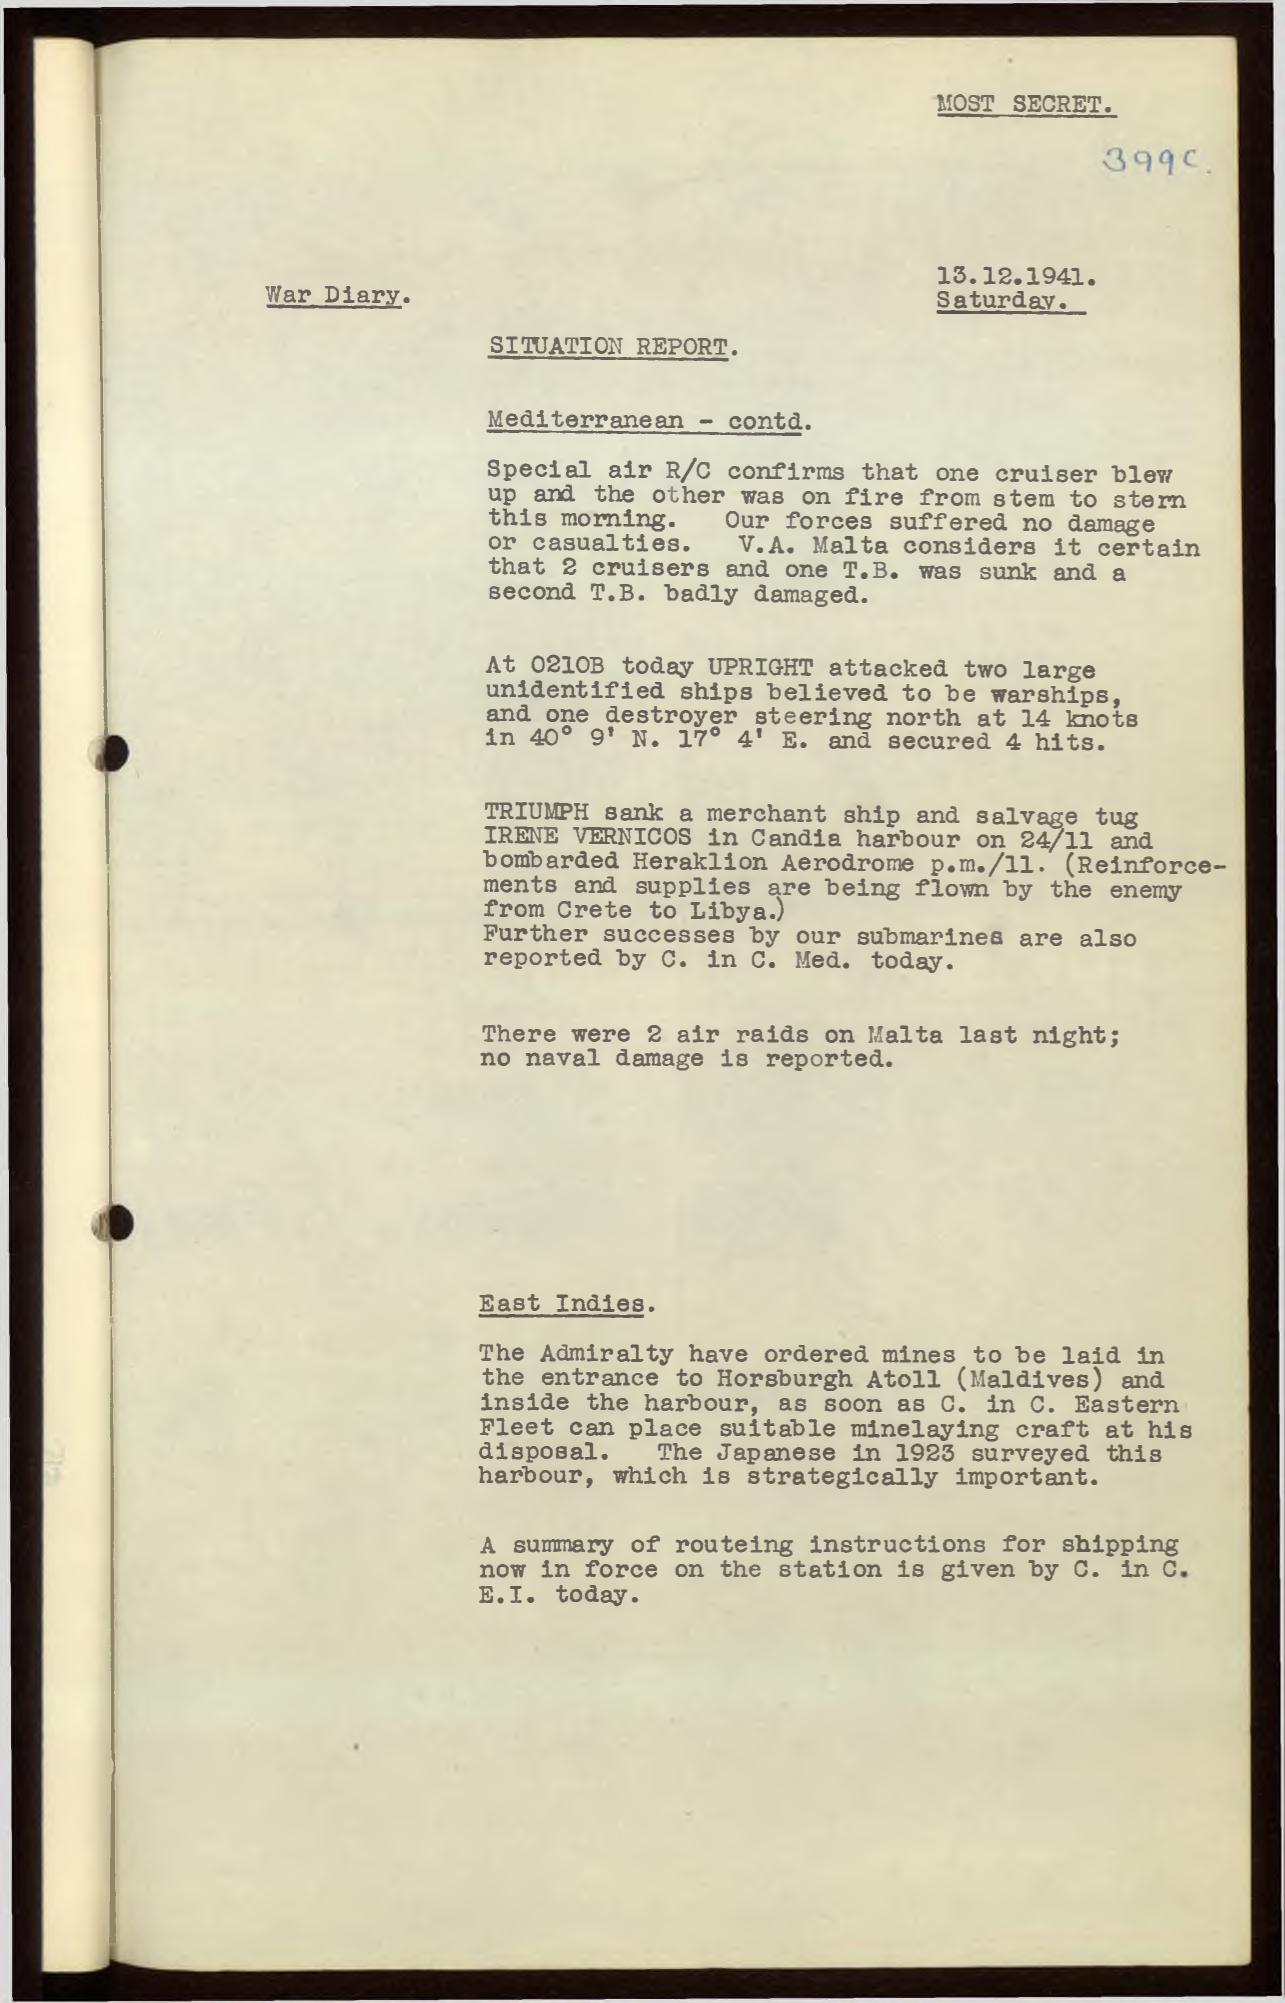 MOST SECRET.
399C.
13.12.1941.
War Diary.
Saturday.
SITUATION REPORT.
Mediterranean - contd.
Special air R/C confirms that one cruiser blew
up and the other was on fire from stem to stern
this morning. Our forces suffered no damage
or casualties. V.A. Malta considers it certain
that 2 cruisers and one T.B. was sunk and a
second T.B. badly damaged.
At 0210B today UPRIGHT attacked two large
unidentified ships believed to be warships,
and one destroyer steering north at 14 knots
in 40° 9' N. 17° 4' E. and secured 4 hits.
TRIUMPH sank a merchant ship and salvage tug
IRENE VERNICOS in Candia harbour on 24/11 and
bombarded Heraklion Aerodrome p.m./11. (Reinforce-
ments and supplies are being flown by the enemy
from Crete to Libya.)
Further successes by our submarines are also
reported by C. in C. Med. today.
There were 2 air raids on Malta last night;
no naval damage is reported.
East Indies.
The Admiralty have ordered mines to be laid in
the entrance to Horsburgh Atoll (Maldives) and
inside the harbour, as soon as C. in C. Eastern
Fleet can place suitable minelaying craft at his
disposal. The Japanese in 1923 surveyed this
harbour, which is strategically important.
A summary of routeing instructions for shipping
now in force on the station is given by C. in C.
E.I. today.